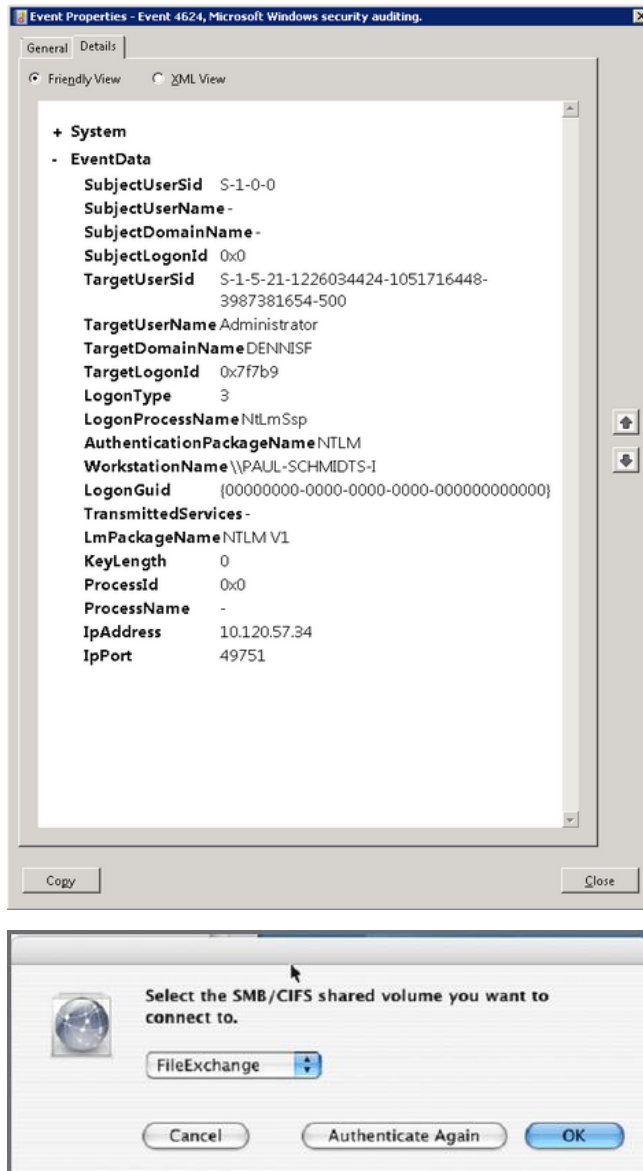 Event Properties - Event 4624, Microsoft Windows security auditing.
General Details
Friendly View XML View
+ System
- EventData
SubjectUserSid S-1-0-0
SubjectUserName -
SubjectDomainName -
SubjectLogonId 0x0
TargetUserSid S-1-5-21-1226034424-1051716448-
3987381654-500
TargetUserName Administrator
TargetDomainName DENNISF
TargetLogonId 0x7f7b9
LogonType 3
LogonProcessName NtLmSsp
AuthenticationPackageName NTLM
WorkstationName \\PAUL-SCHMIDTS-I
LogonGuid {00000000-0000-0000-0000-000000000000}
TransmittedServices -
LmPackageName NTLM V1
KeyLength 0
ProcessId 0x0
ProcessName -
IpAddress 10.120.57.34
IpPort 49751
Copy Close
Select the SMB/CIFS shared volume you want to
connect to.
FileExchange
Cancel Authenticate Again OK